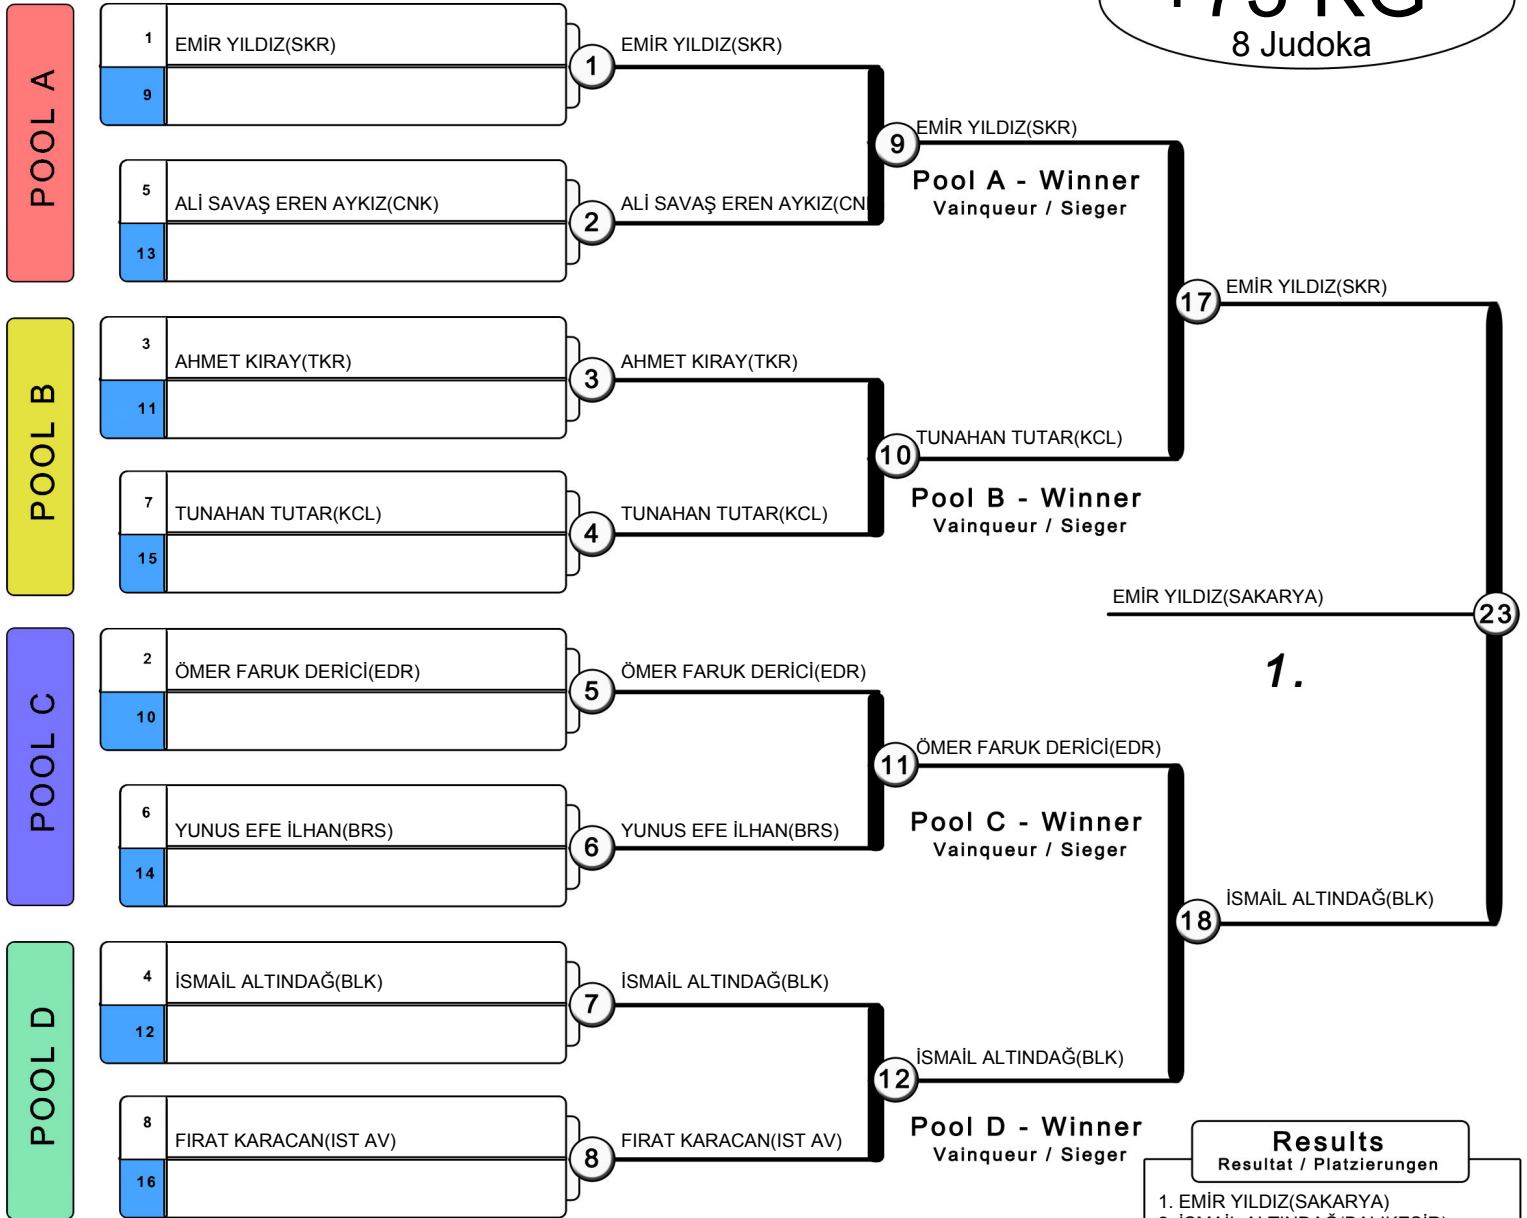 8 Judoka
POOL A
1
EMİR YILDIZ(SKR)
9
1
EMİR YILDIZ(SKR)
5
ALİ SAVAŞ EREN AYKIZ(CNK)
13
2
ALİ SAVAŞ EREN AYKIZ(CN
9
EMİR YILDIZ(SKR)
Pool A - Winner
Vainqueur / Sieger
17
EMİR YILDIZ(SKR)
POOL B
3
AHMET KIRAY(TKR)
11
3
AHMET KIRAY(TKR)
7
TUNAHAN TUTAR(KCL)
15
4
TUNAHAN TUTAR(KCL)
10
TUNAHAN TUTAR(KCL)
Pool B - Winner
Vainqueur / Sieger
EMİR YILDIZ(SAKARYA)
23
1.
POOL C
2
ÖMER FARUK DERİCİ(EDR)
10
5
ÖMER FARUK DERİCİ(EDR)
6
YUNUS EFE İLHAN(BRS)
14
6
YUNUS EFE İLHAN(BRS)
11
ÖMER FARUK DERİCİ(EDR)
Pool C - Winner
Vainqueur / Sieger
18
İSMAİL ALTINDAĞ(BLK)
POOL D
4
İSMAİL ALTINDAĞ(BLK)
12
7
İSMAİL ALTINDAĞ(BLK)
8
FIRAT KARACAN(IST AV)
16
8
FIRAT KARACAN(IST AV)
12
İSMAİL ALTINDAĞ(BLK)
Pool D - Winner
Vainqueur / Sieger
Results
Resultat / Platzierungen
1. EMİR YILDIZ(SAKARYA)